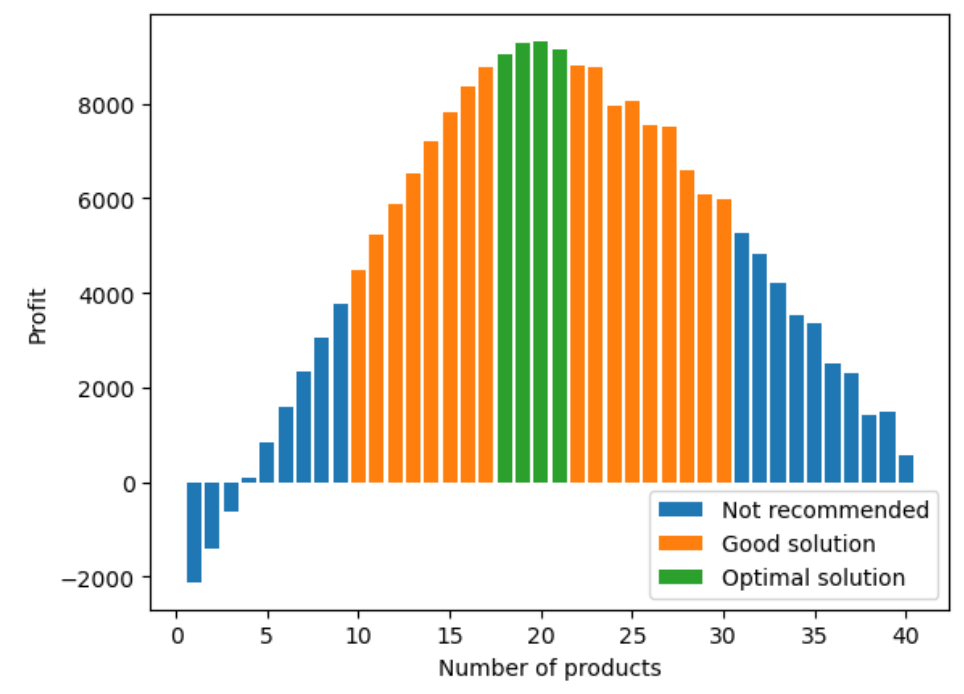 8000
6000
4000
2000
0
−2000
Profit
Not recommended
Good solution
Optimal solution
0 5 10 15 20 25 30 35 40
Number of products